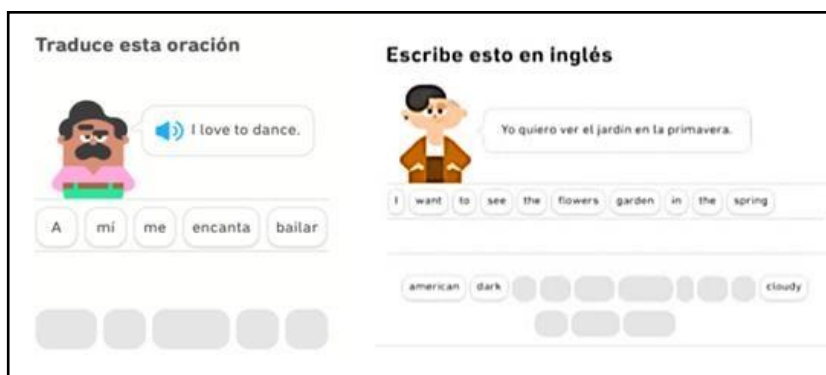 Traduce esta oración
I love to dance.
A mí me encanta bailar
Escribe esto en inglés
Yo quiero ver el jardín en la primavera.
I want to see the flowers garden in the spring
american dark cloudy